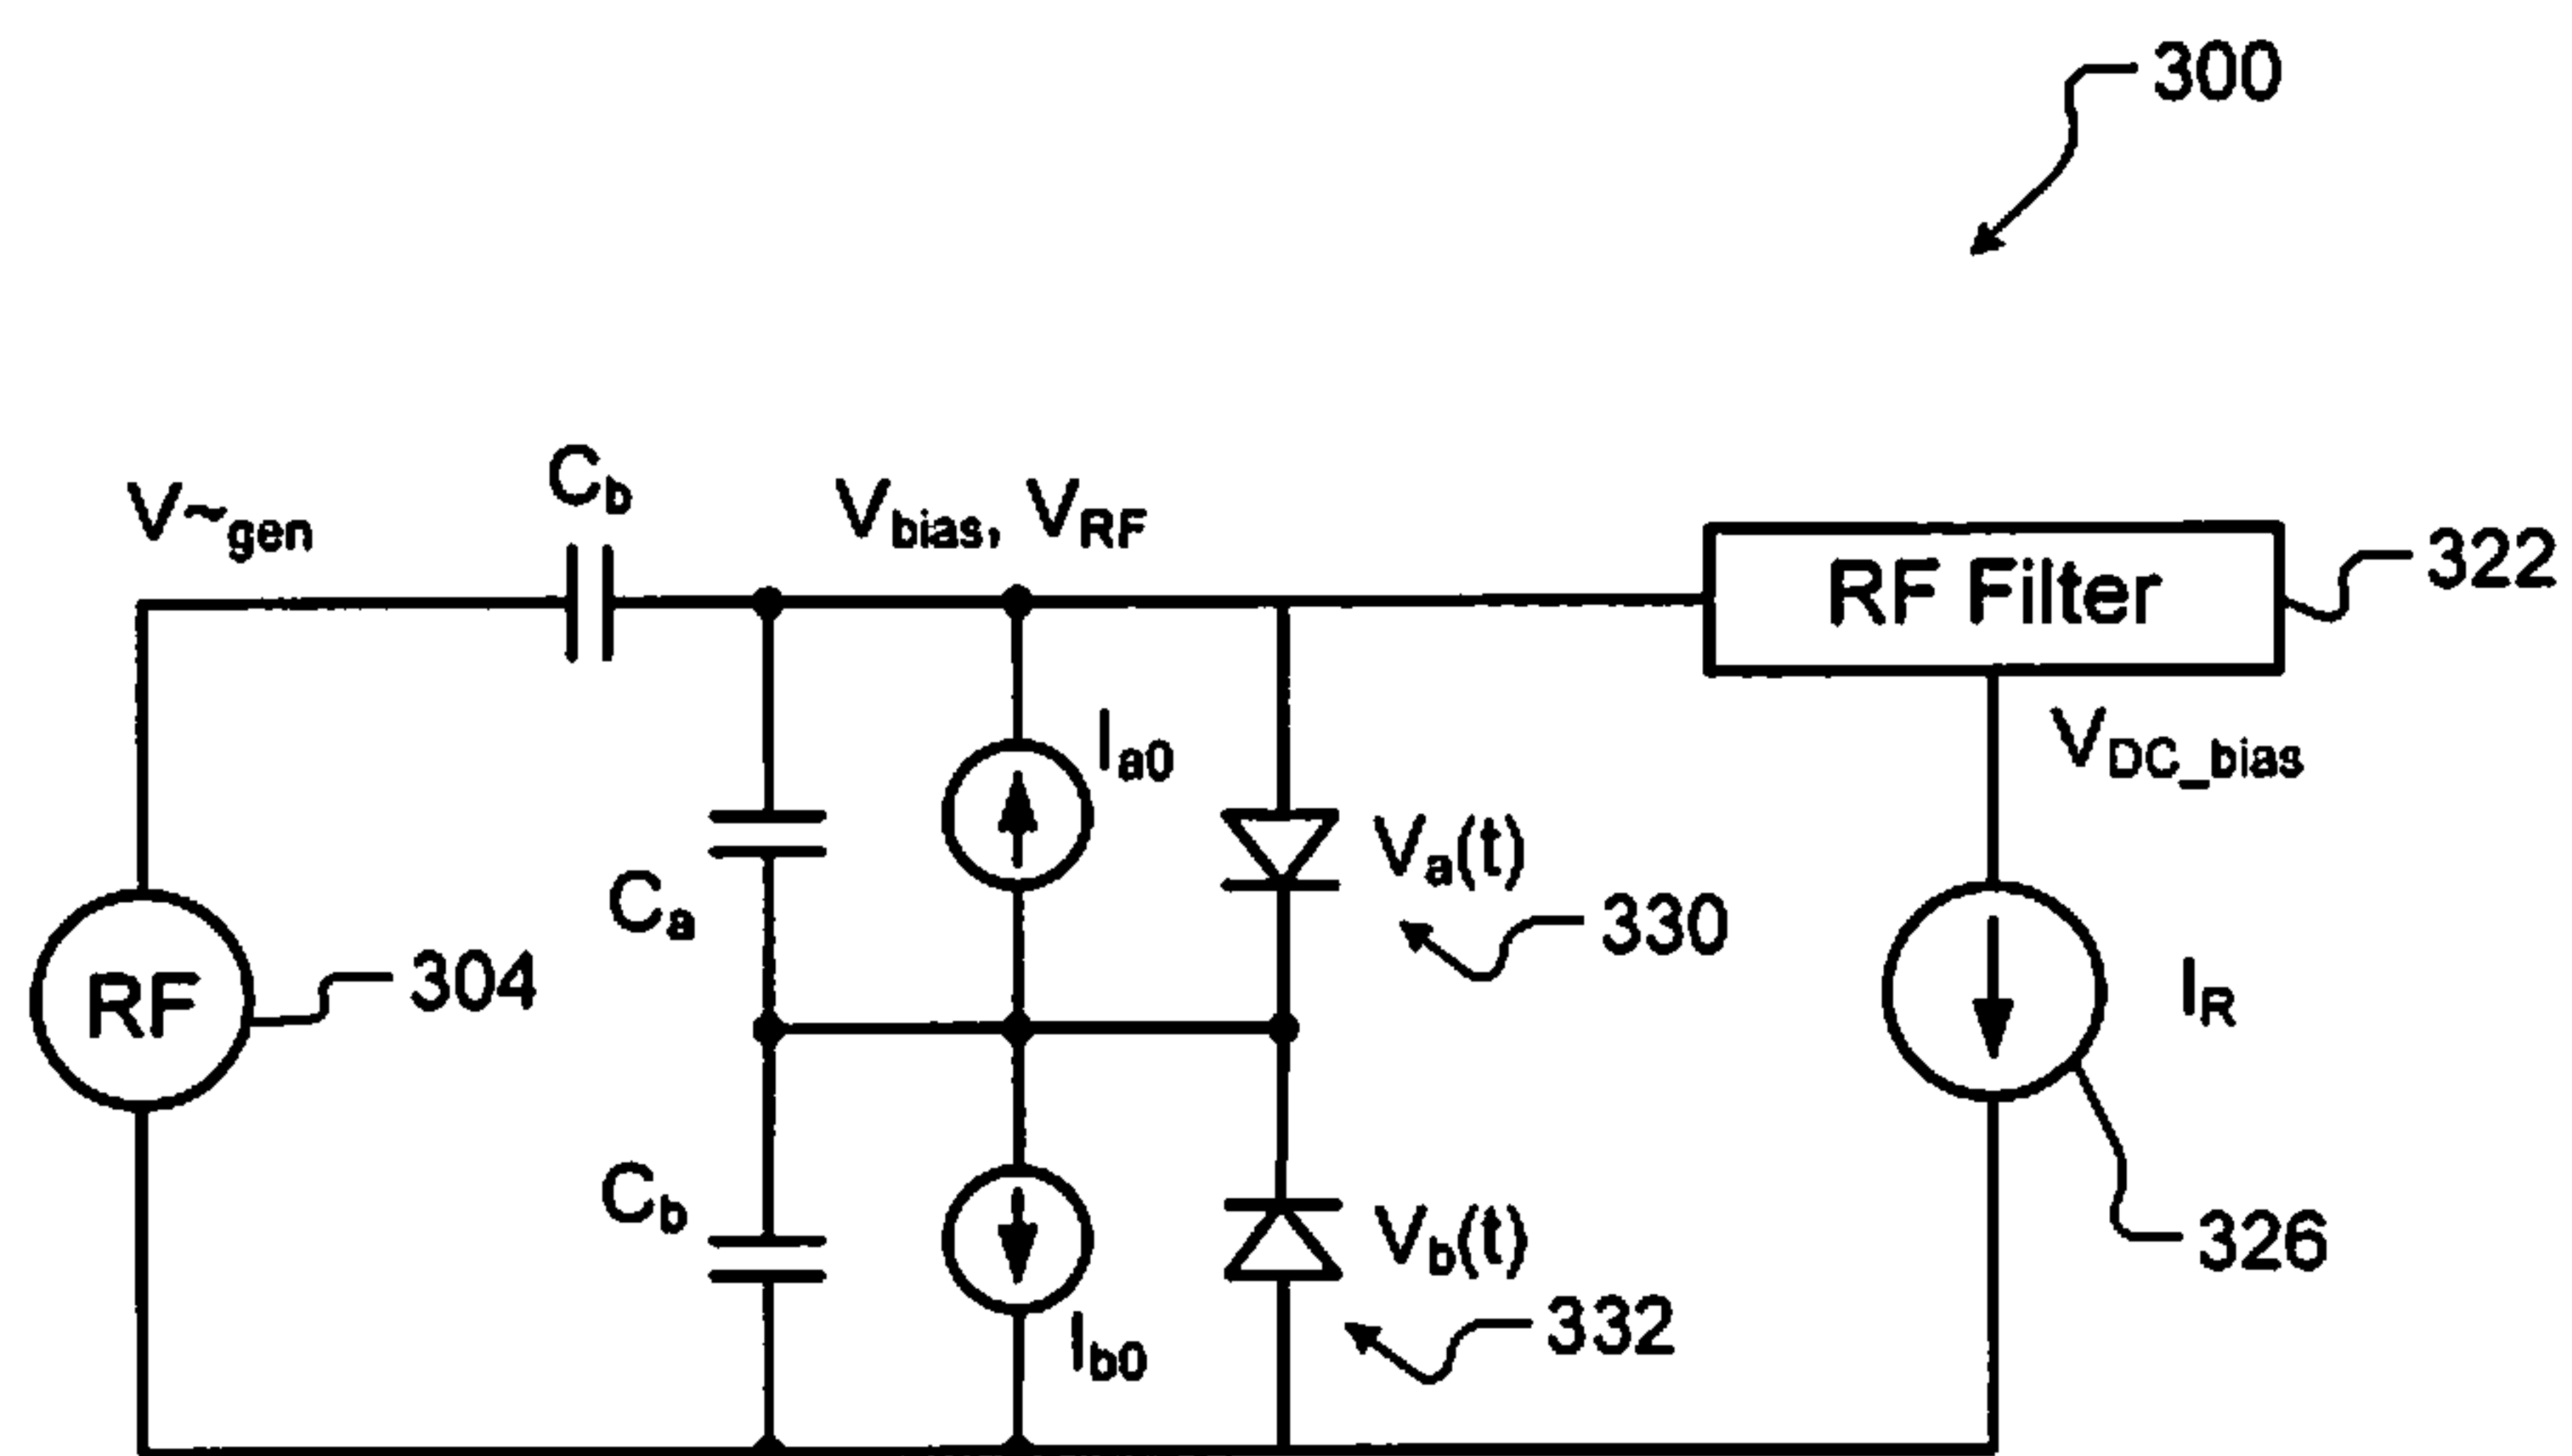 300
V~gen
Cb
Vbias, VRF
RF Filter
322
VDC_bias
Ia0
Va(t)
Ca
330
RF
304
IR
Cb
Vb(t)
326
332
Ib0